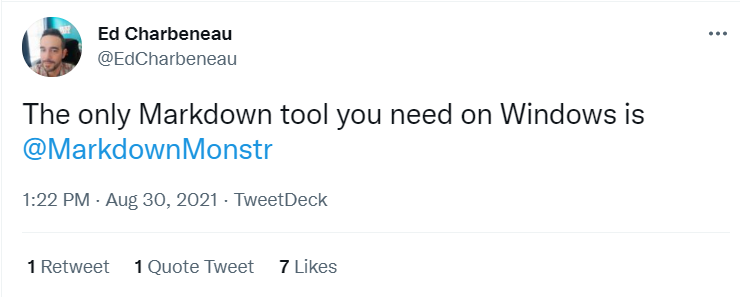 Ed Charbeneau
@EdCharbeneau
The only Markdown tool you need on Windows is
@MarkdownMonstr
1:22 PM · Aug 30, 2021 · TweetDeck
1 Retweet 1 Quote Tweet 7 Likes